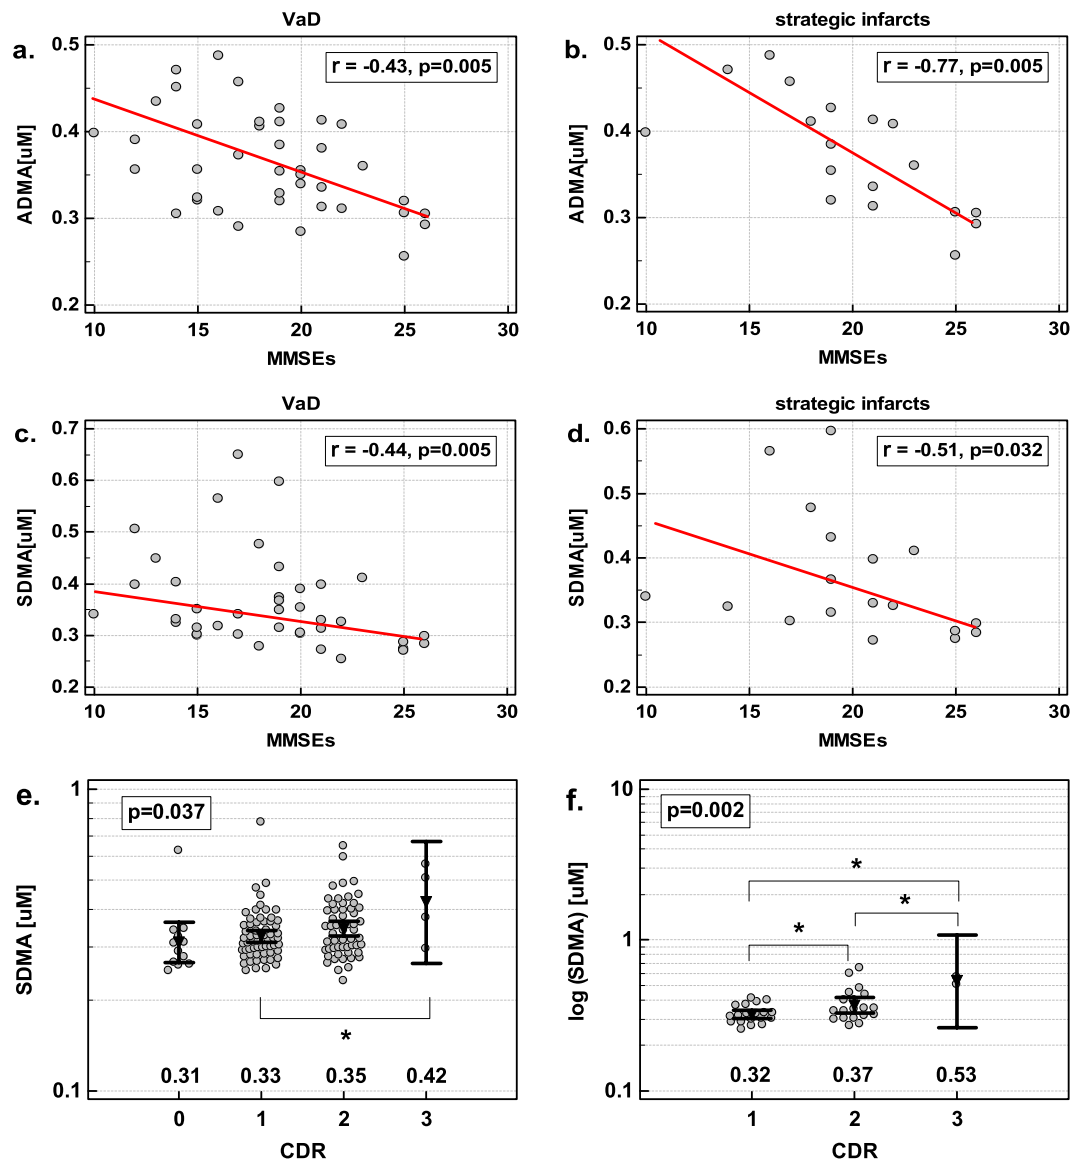 VaD
a.
r = -0.43, p=0.005
0.5
0.4
0.3
0.2
ADMA[uM]
10 15 20 25 30
MMSEs
strategic infarcts
b.
r = -0.77, p=0.005
0.5
0.4
0.3
0.2
ADMA[uM]
10 15 20 25 30
MMSEs
VaD
c.
r = -0.44, p=0.005
0.7
0.6
0.5
0.4
0.3
0.2
SDMA[uM]
10 15 20 25 30
MMSEs
strategic infarcts
d.
r = -0.51, p=0.032
0.6
0.5
0.4
0.3
0.2
SDMA[uM]
10 15 20 25 30
MMSEs
e.
p=0.037
1
0.1
SDMA [uM]
*
0.31 0.33 0.35 0.42
0 1 2 3
CDR
f.
p=0.002
10
1
0.1
log (SDMA) [uM]
*
*
*
0.32 0.37 0.53
1 2 3
CDR